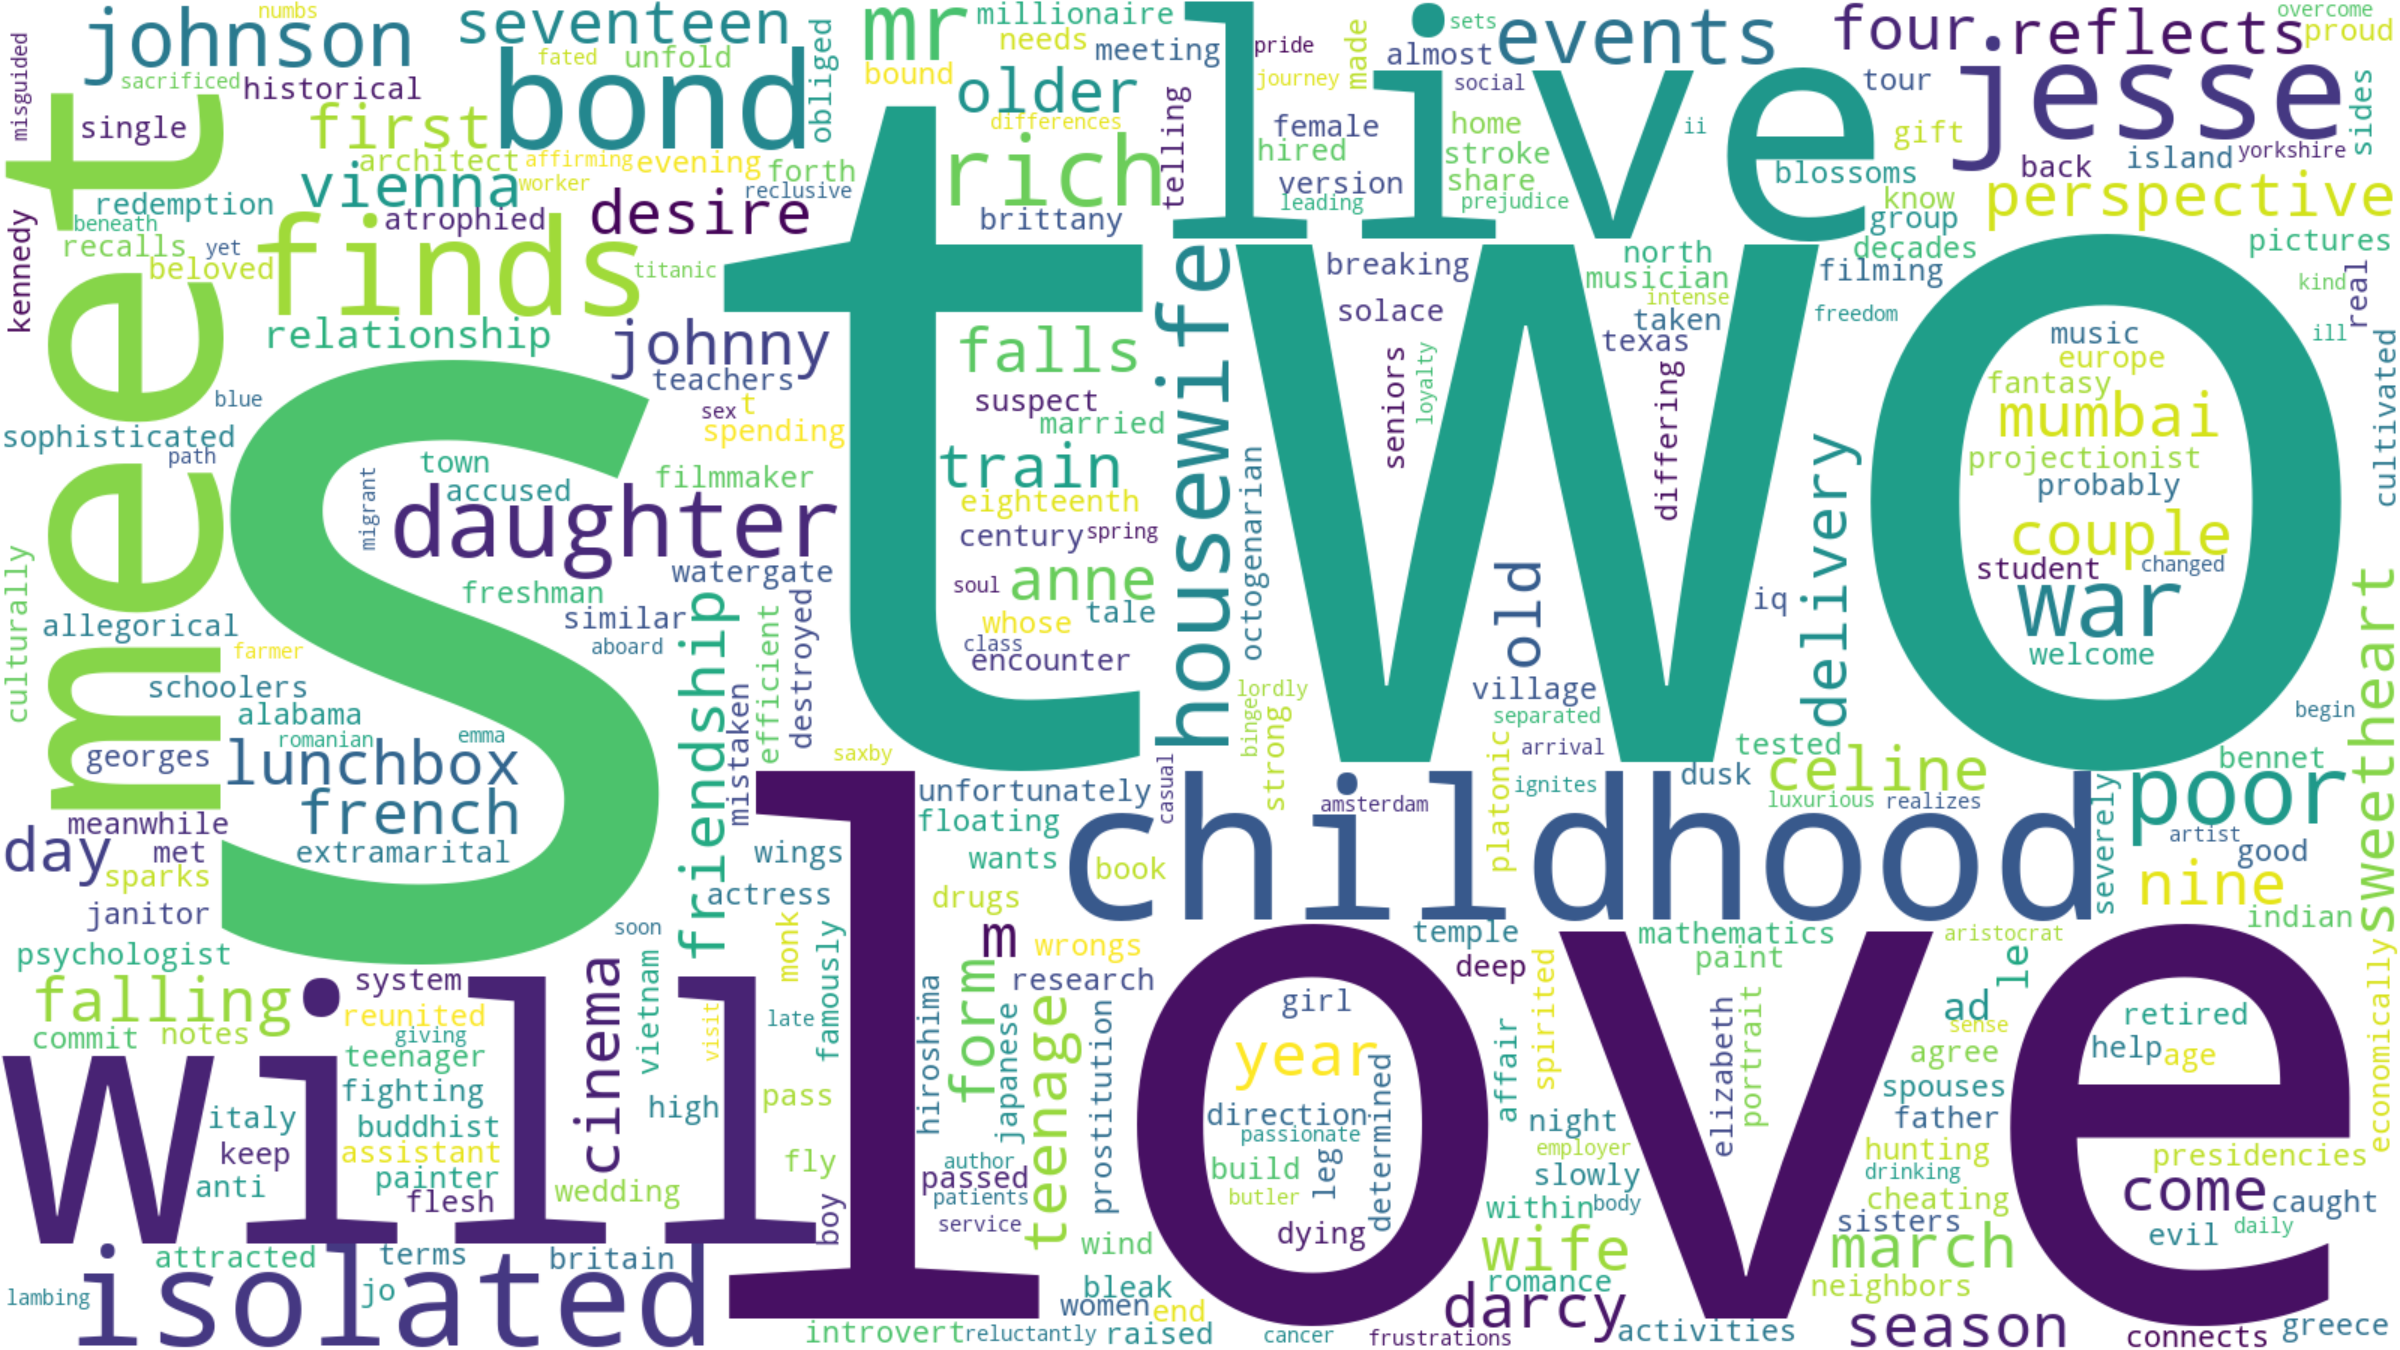 numbs
johnson
seventeen
mr
millionaire
live
sets
events
four
reflects
overcome
proud
misguided
sacrificed
historical
fated
unfold
bond
obliged
needs
meeting
bound
older
pride
made
almost
journey
social
jesse
tour
sides
meet
single
first
differences
telling
female
home
ii
gift
architect
affirming
evening
forth
rich
hired
stroke
back
island
yorkshire
vienna
worker
desire
reclusive
version
share
blossoms
know
perspective
redemption
beneath
atrophied
brittany
leading
prejudice
group
kennedy
recalls
yet
finds
beloved
titanic
two
housewife
breaking
north
musician
decades
filming
pictures
kind
real
relationship
johnny
falls
solace
intense
taken
texas
freedom
music
ill
teachers
suspect
seniors
loyalty
differing
europe
fantasy
mumbai
cultivated
blue
sophisticated
path
s
sex
t
spending
married
train
projectionist
probably
town
accused
filmmaker
migrant
daughter
eighteenth
century
spring
octogenarian
delivery
couple
culturally
watergate
freshman
soul
anne
old
iq
student
changed
war
similar
efficient
destroyed
friendship
whose
tale
class
encounter
welcome
sweetheart
allegorical
farmer
aboard
schoolers
alabama
romanian
emma
mistaken
lordly
binge
strong
village
separated
begin
georges
lunchbox
saxby
arrival
platonic
tested
celine
bennet
french
unfortunately
casual
amsterdam
ignites
dusk
luxurious
realizes
poor
meanwhile
floating
childhood
severely
artist
day
met
extramarital
wings
wants
book
good
sparks
actress
drugs
nine
janitor
soon
monk
famously
m
wrongs
temple
mathematics
aristocrat
indian
psychologist
cinema
vietnam
love
deep
paint
le
economically
falling
system
visit
late
hiroshima
form
research
girl
spirited
elizabeth
portrait
ad
sense
retired
commit
notes
reunited
giving
japanese
teenage
prostitution
year
affair
agree
help
age
will
teenager
determined
spouses
fighting
high
pass
italy
buddhist
direction
passionate
night
father
keep
assistant
fly
author
build
leg
employer
hunting
presidencies
anti
painter
flesh
wedding
passed
patients
butler
slowly
drinking
come
boy
service
dying
within
body
cheating
caught
attracted
terms
britain
wind
wife
sisters
march
evil
daily
isolated
lambing
jo
bleak
romance
neighbors
women
end
darcy
introvert
reluctantly
raised
cancer
frustrations
activities
season
connects
greece